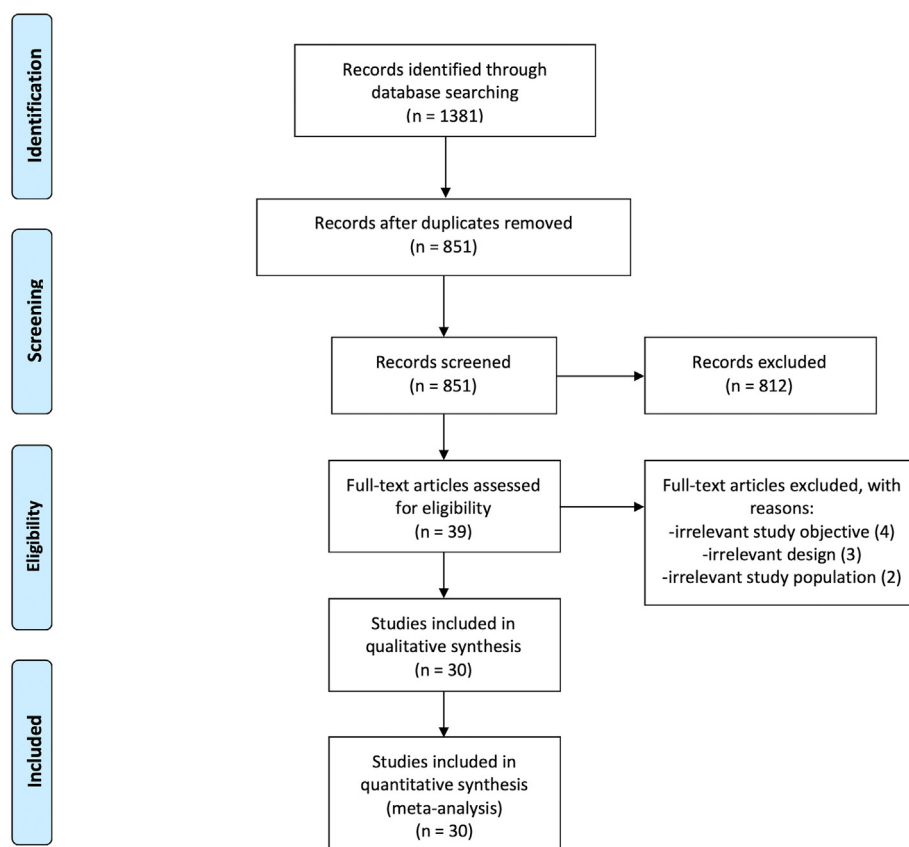 Identification
Records identified through
database searching
(n = 1381)
Records after duplicates removed
(n = 851)
Screening
Records screened
(n = 851)
Records excluded
(n = 812)
Eligibility
Full-text articles assessed
for eligibility
(n = 39)
Full-text articles excluded, with
reasons:
-irrelevant study objective (4)
-irrelevant design (3)
-irrelevant study population (2)
Studies included in
qualitative synthesis
(n = 30)
Included
Studies included in
quantitative synthesis
(meta-analysis)
(n = 30)